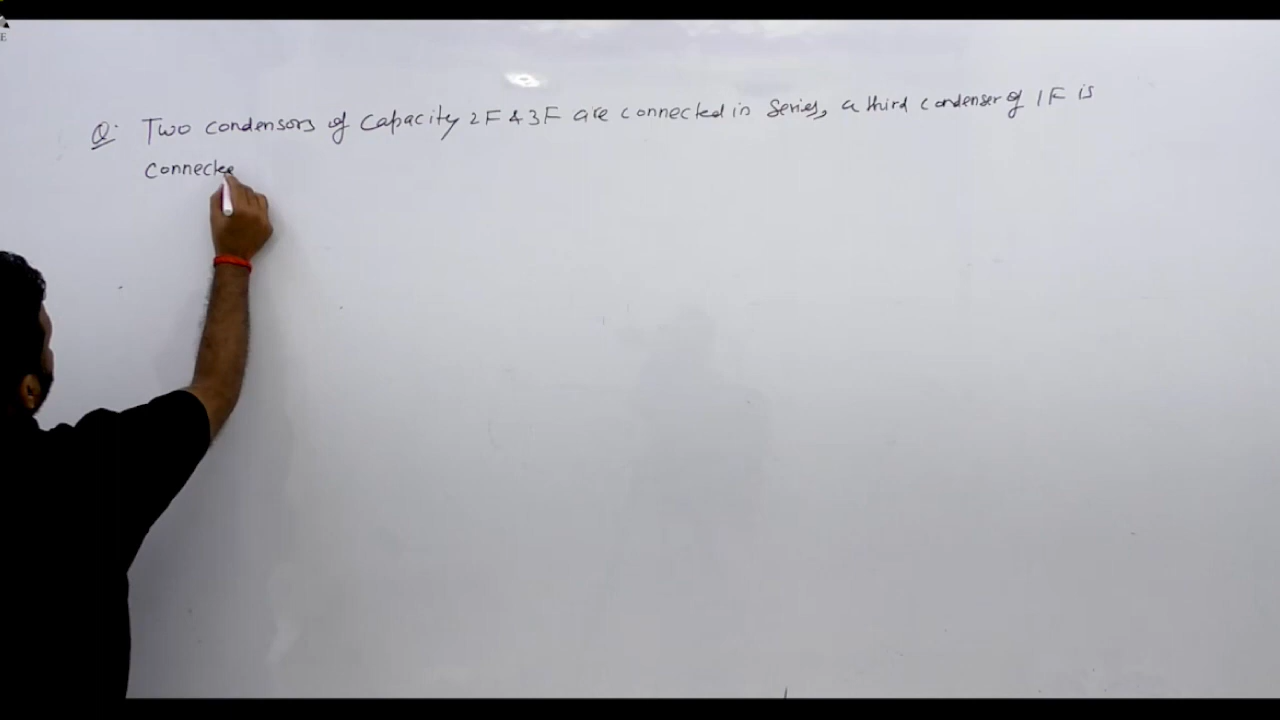 Q. Two condensors of capacity 2F & 3F are connected in series, a third condenser of 1F is
connecte
E